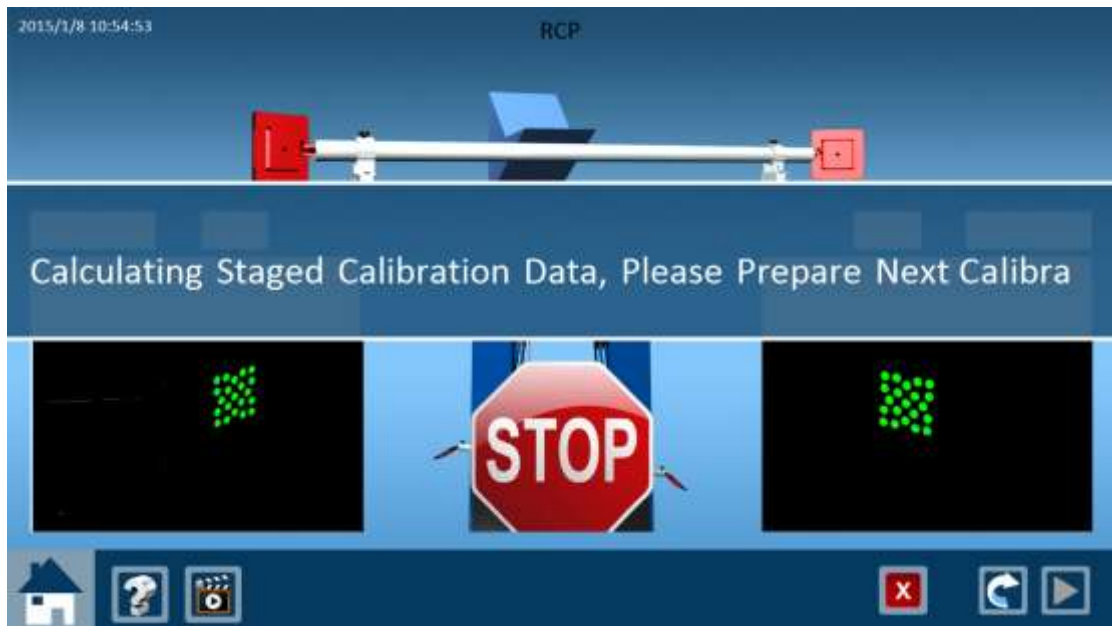 2015/1/8 10:54:53
RCP
Calculating Staged Calibration Data, Please Prepare Next Calibra
STOP
X